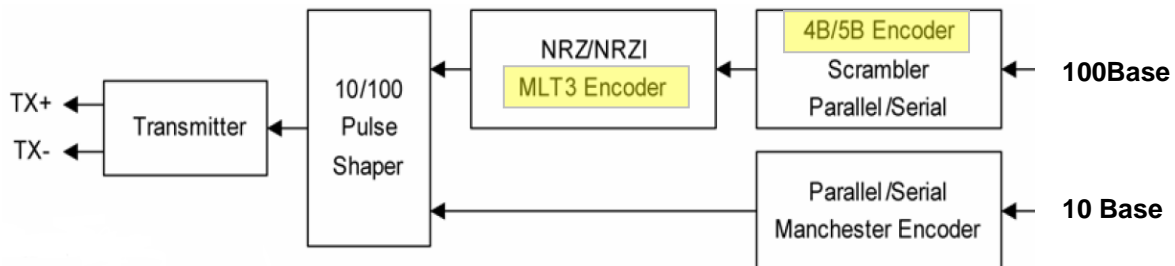 TX+
TX-
Transmitter
10/100
Pulse
Shaper
NRZ/NRZI
MLT3 Encoder
4B/5B Encoder
Scrambler
Parallel/Serial
100Base
Parallel/Serial
Manchester Encoder
10 Base